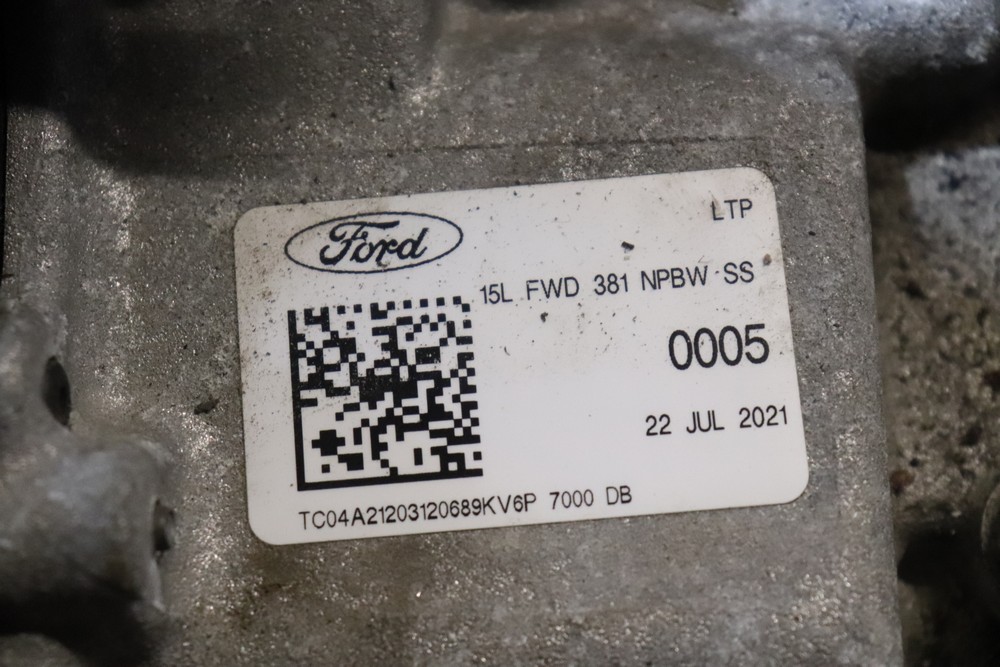 Ford
LTP
15L FWD 381 NPBW SS
0005
22 JUL 2021
TC04A21203120689KV6P 7000 DB